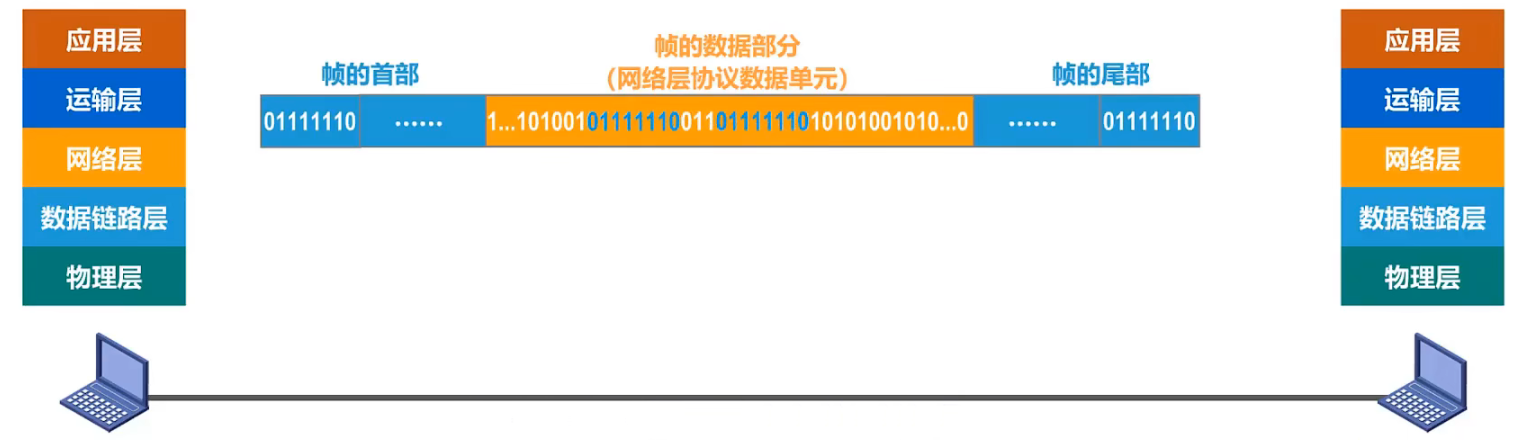 应用层
运输层
网络层
数据链路层
物理层
帧的首部
帧的数据部分
（网络层协议数据单元）
帧的尾部
01111110 ······ 1...1010010111111000110111111010101001010...0 ······ 01111110
应用层
运输层
网络层
数据链路层
物理层